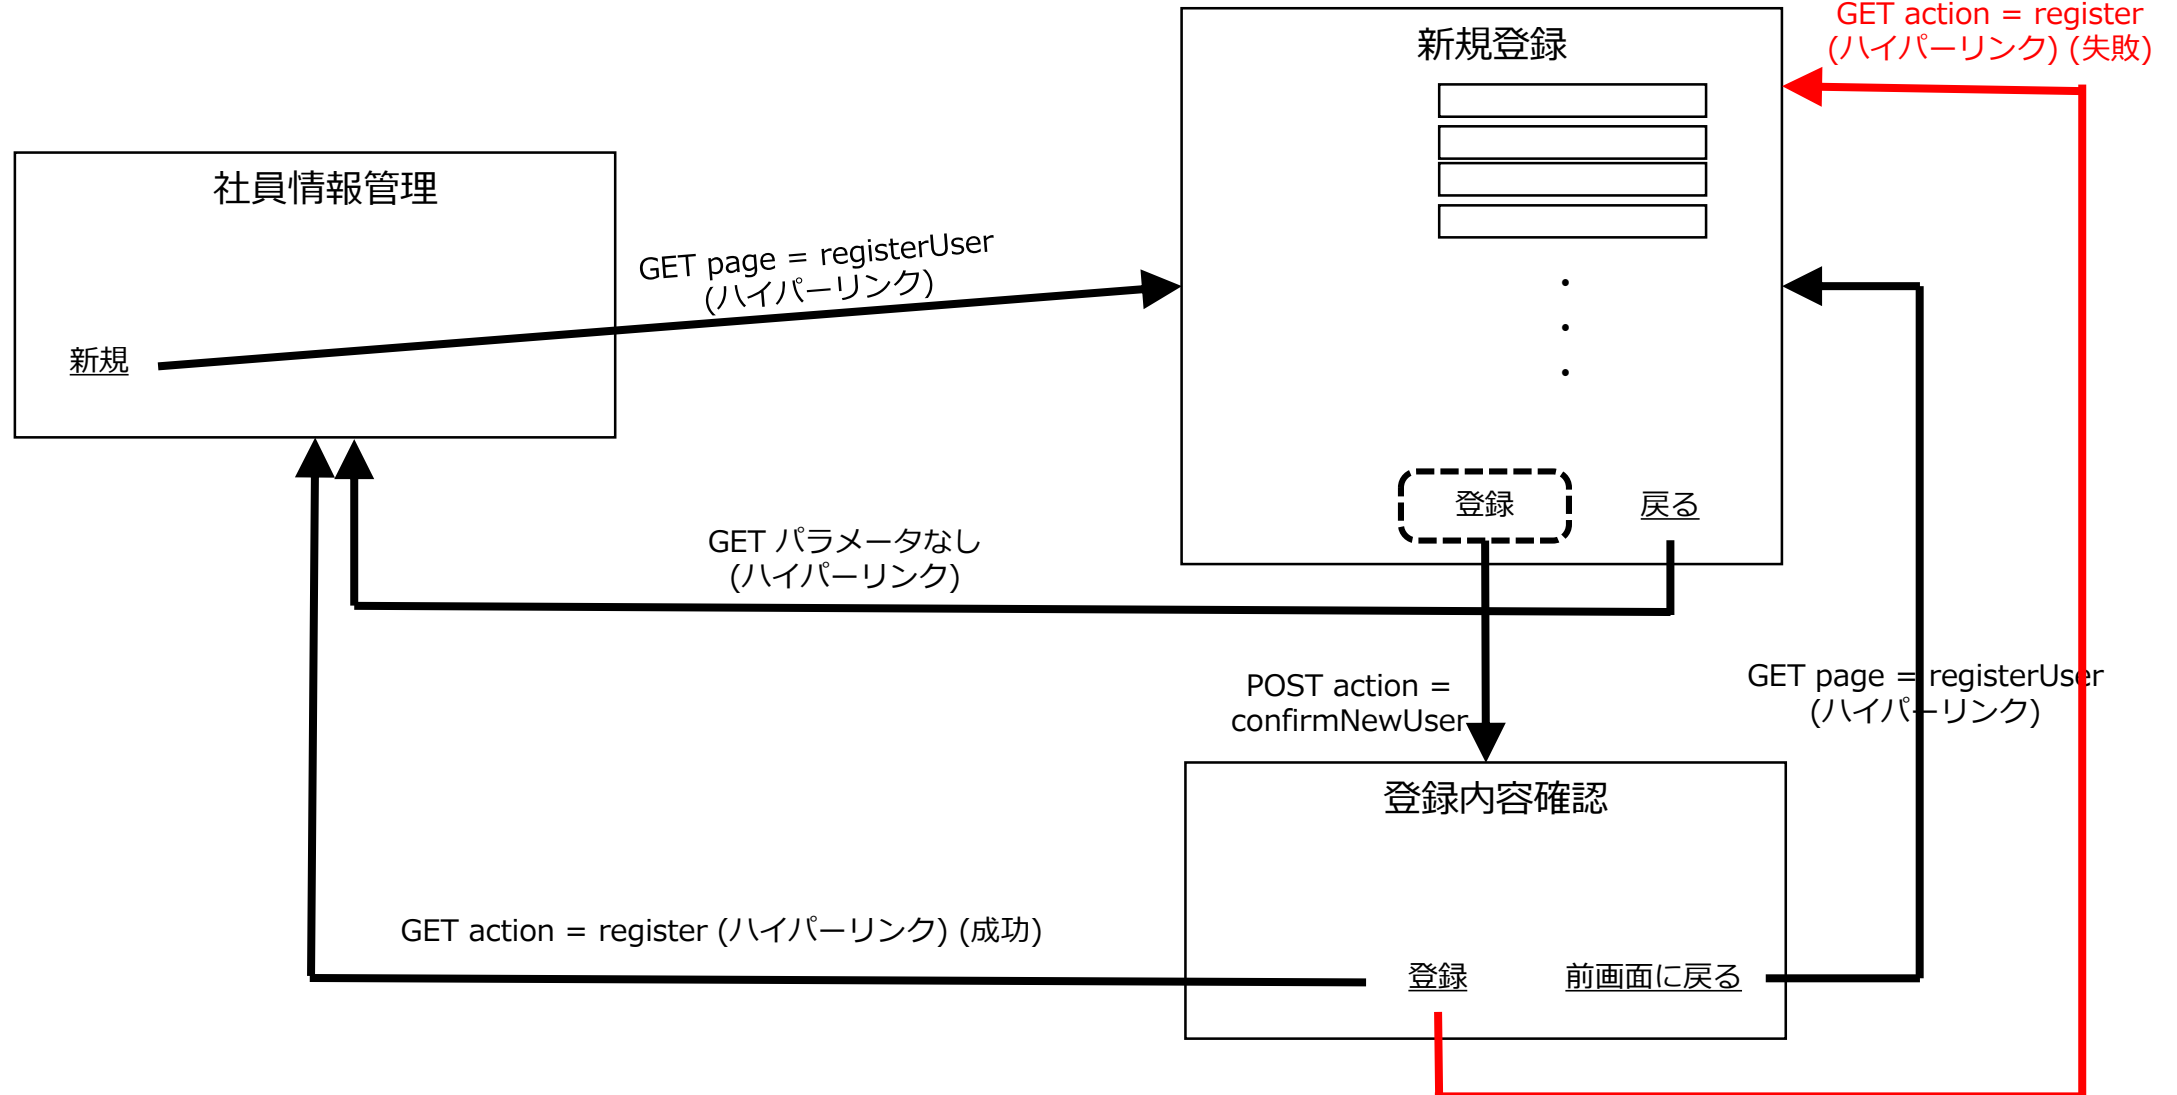 GET action = register
(ハイパーリンク) (失敗)
新規登録
社員情報管理
GET page = registerUser
(ハイパーリンク)
新規
・
・
・
登録
戻る
GET パラメータなし
(ハイパーリンク)
POST action =
confirmNewUser
GET page = registerUser
(ハイパーリンク)
登録内容確認
GET action = register (ハイパーリンク) (成功)
登録
前画面に戻る